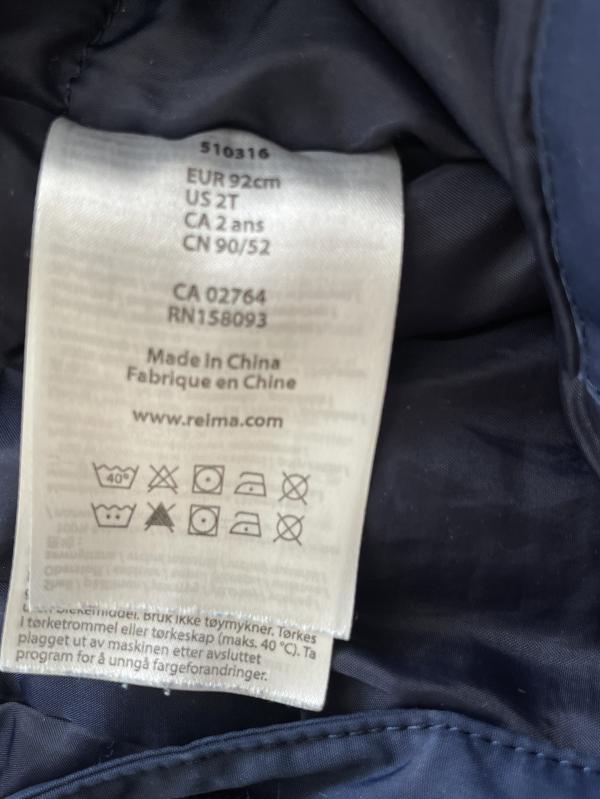 510316
EUR 92cm
US 2T
CA 2 ans
CN 90/52
CA 02764
RN158093
Made in China
Fabrique en Chine
www.reima.com
40°
blekemiddel. Bruk ikke tøymykner. Tørkes
i tørketrommel eller tørkeskap (maks. 40 °C). Ta
plagget ut av maskinen etter avsluttet
program for å unngå fargeforandringer.